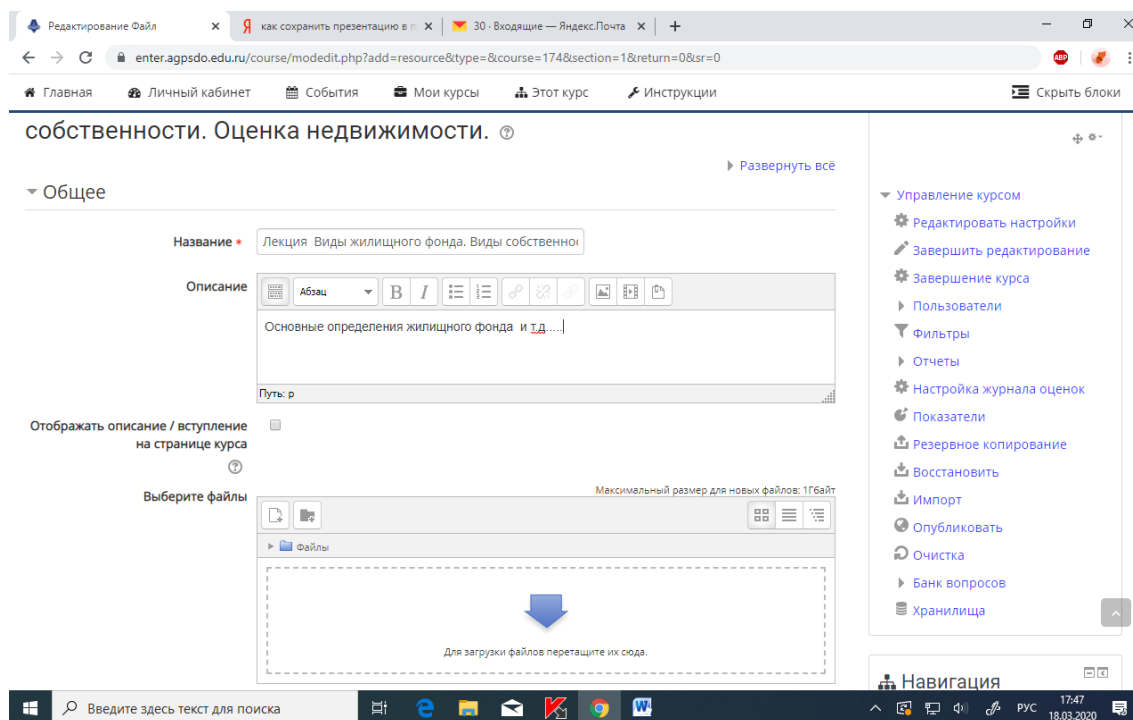 Редактирование Файл
как сохранить презентацию в п
30 · Входящие — Яндекс.Почта
enter.agpsdo.edu.ru/course/modedit.php?add=resource&type=&course=174&section=1&return=0&sr=0
ABP
Главная Личный кабинет События Мои курсы Этот курс Инструкции Скрыть блоки
собственности. Оценка недвижимости.
Развернуть всё
Общее
Название *
Лекция Виды жилищного фонда. Виды собственнос
Описание
Абзац B I
Основные определения жилищного фонда и т.д.....
Путь: p
Отображать описание / вступление
на странице курса
Выберите файлы
Максимальный размер для новых файлов: 1Гбайт
Файлы
Для загрузки файлов перетащите их сюда.
Управление курсом
Редактировать настройки
Завершить редактирование
Завершение курса
Пользователи
Фильтры
Отчеты
Настройка журнала оценок
Показатели
Резервное копирование
Восстановить
Импорт
Опубликовать
Очистка
Банк вопросов
Хранилища
Навигация
Введите здесь текст для поиска
РУС
17:47
18.03.2020